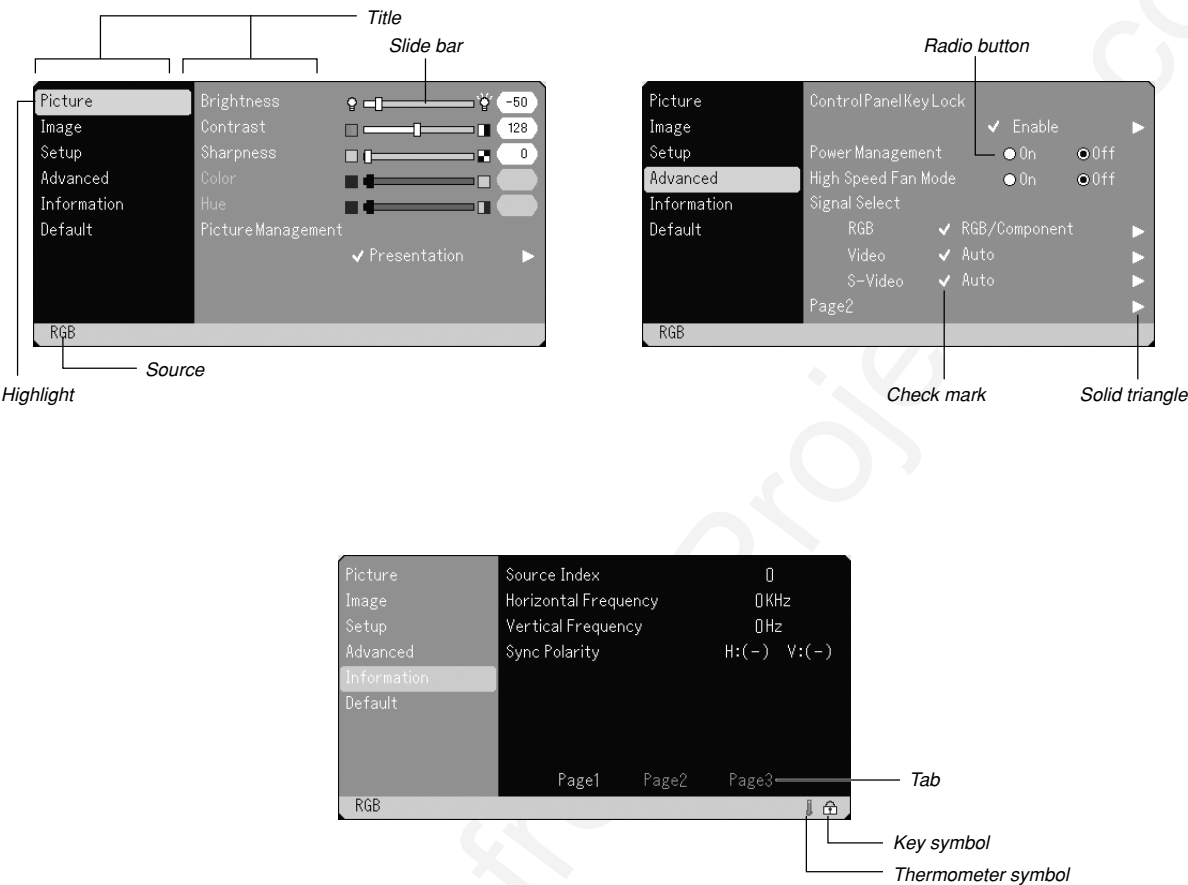 Title
Slide bar
Picture
Image
Setup
Advanced
Information
Default
Brightness -50
Contrast 128
Sharpness 0
Color
Hue
Picture Management
Presentation
RGB
Source
Highlight
Radio button
Picture
Image
Setup
Advanced
Information
Default
Control Panel Key Lock
Enable
Power Management On Off
High Speed Fan Mode On Off
Signal Select
RGB RGB/Component
Video Auto
S-Video Auto
Page2
RGB
Check mark
Solid triangle
Picture
Image
Setup
Advanced
Information
Default
Source Index 0
Horizontal Frequency 0KHz
Vertical Frequency 0Hz
Sync Polarity H:(-) V:(-)
Page1 Page2 Page3
RGB
Tab
Key symbol
Thermometer symbol